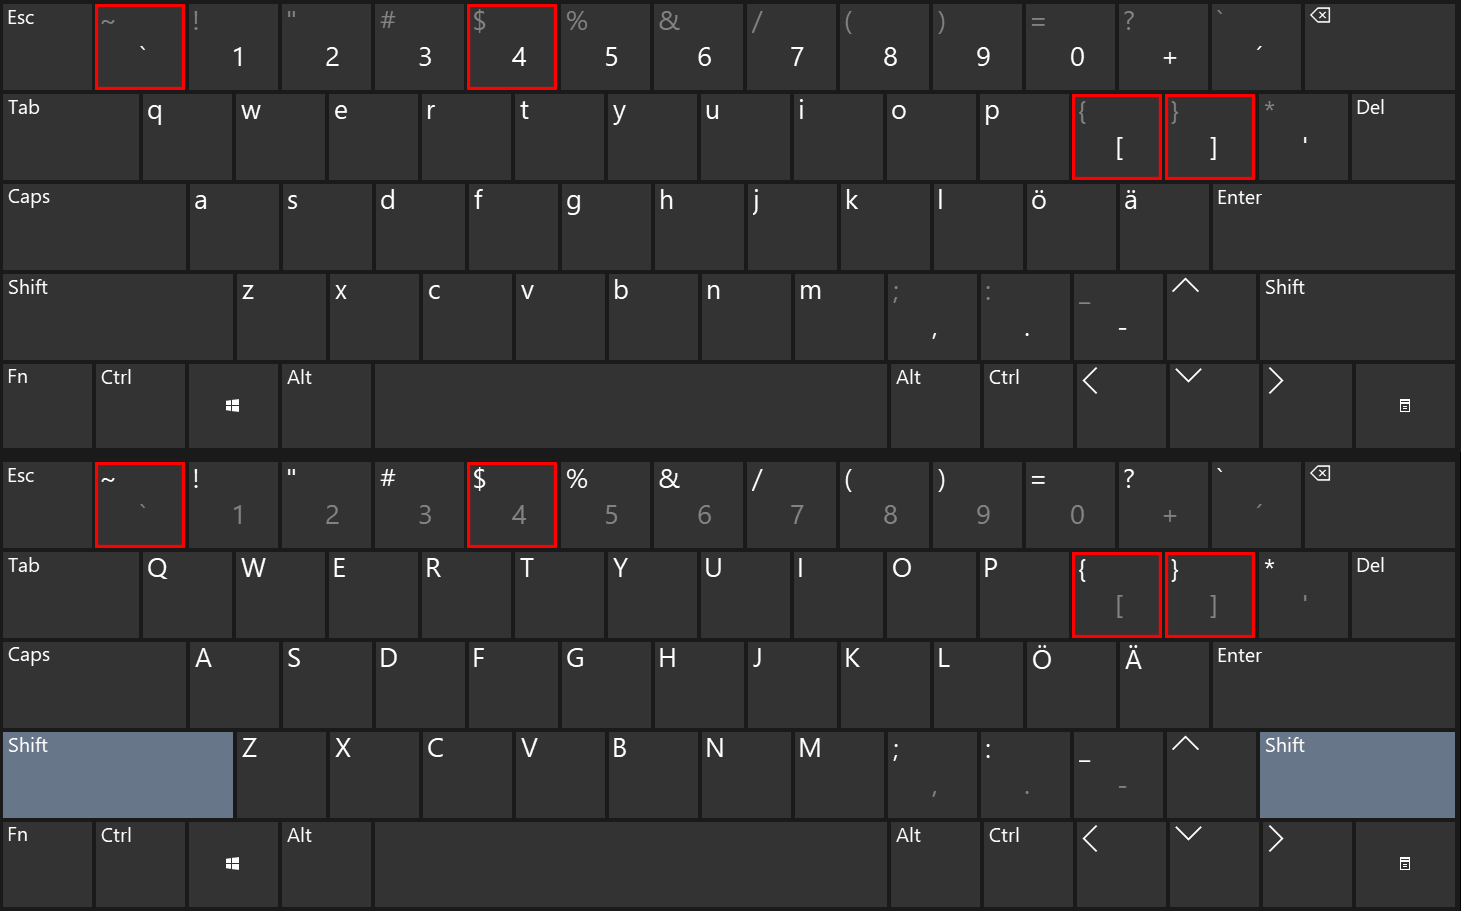 Esc ~ ! " # $ % & / ( ) = ? `
` 1 2 3 4 5 6 7 8 9 0 + ´
Tab q w e r t y u i o p { } * Del
[ ] '
Caps a s d f g h j k l ö ä Enter
Shift z x c v b n m ; : _ Shift
, . -
Fn Ctrl Alt Alt Ctrl
Esc ~ ! " # $ % & / ( ) = ? `
` 1 2 3 4 5 6 7 8 9 0 + ´
Tab Q W E R T Y U I O P { } * Del
[ ] '
Caps A S D F G H J K L Ö Ä Enter
Shift Z X C V B N M ; : _ Shift
, . -
Fn Ctrl Alt Alt Ctrl